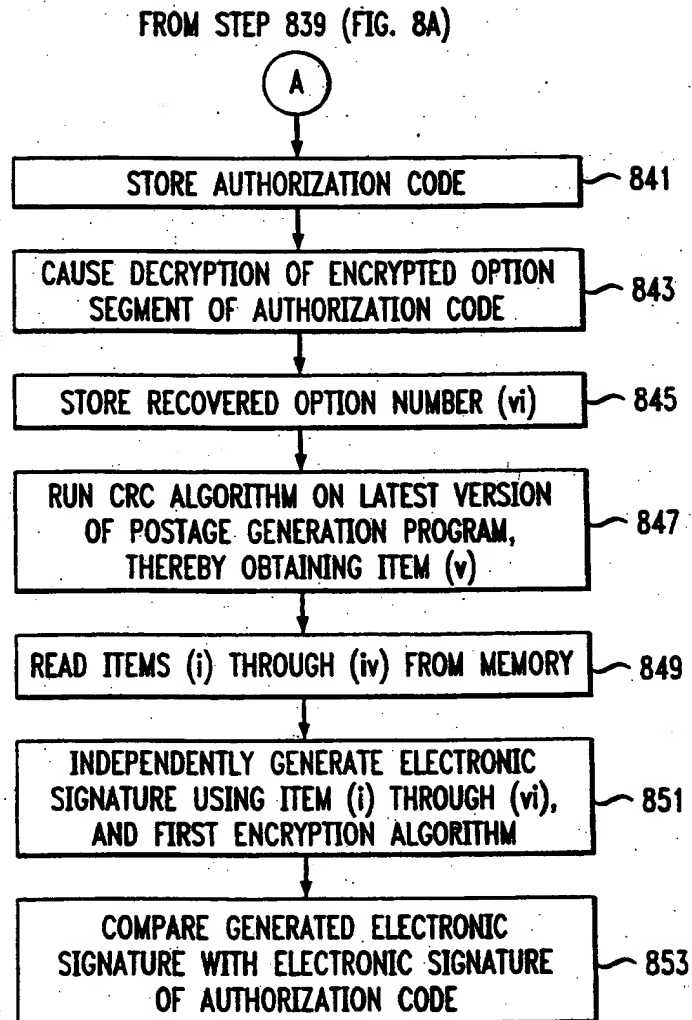 FROM STEP 839 (FIG. 8A)
A
STORE AUTHORIZATION CODE
841
CAUSE DECRYPTION OF ENCRYPTED OPTION
SEGMENT OF AUTHORIZATION CODE
843
STORE RECOVERED OPTION NUMBER (vi)
845
RUN CRC ALGORITHM ON LATEST VERSION
OF POSTAGE GENERATION PROGRAM,
THEREBY OBTAINING ITEM (v)
847
READ ITEMS (i) THROUGH (iv) FROM MEMORY
849
INDEPENDENTLY GENERATE ELECTRONIC
SIGNATURE USING ITEM (i) THROUGH (vi),
AND FIRST ENCRYPTION ALGORITHM
851
COMPARE GENERATED ELECTRONIC
SIGNATURE WITH ELECTRONIC SIGNATURE
OF AUTHORIZATION CODE
853